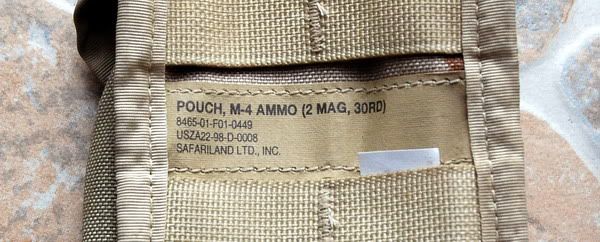 POUCH, M-4 AMMO (2 MAG, 30RD)
8465-01-F01-0449
USZA22-98-D-0008
SAFARILAND LTD., INC.